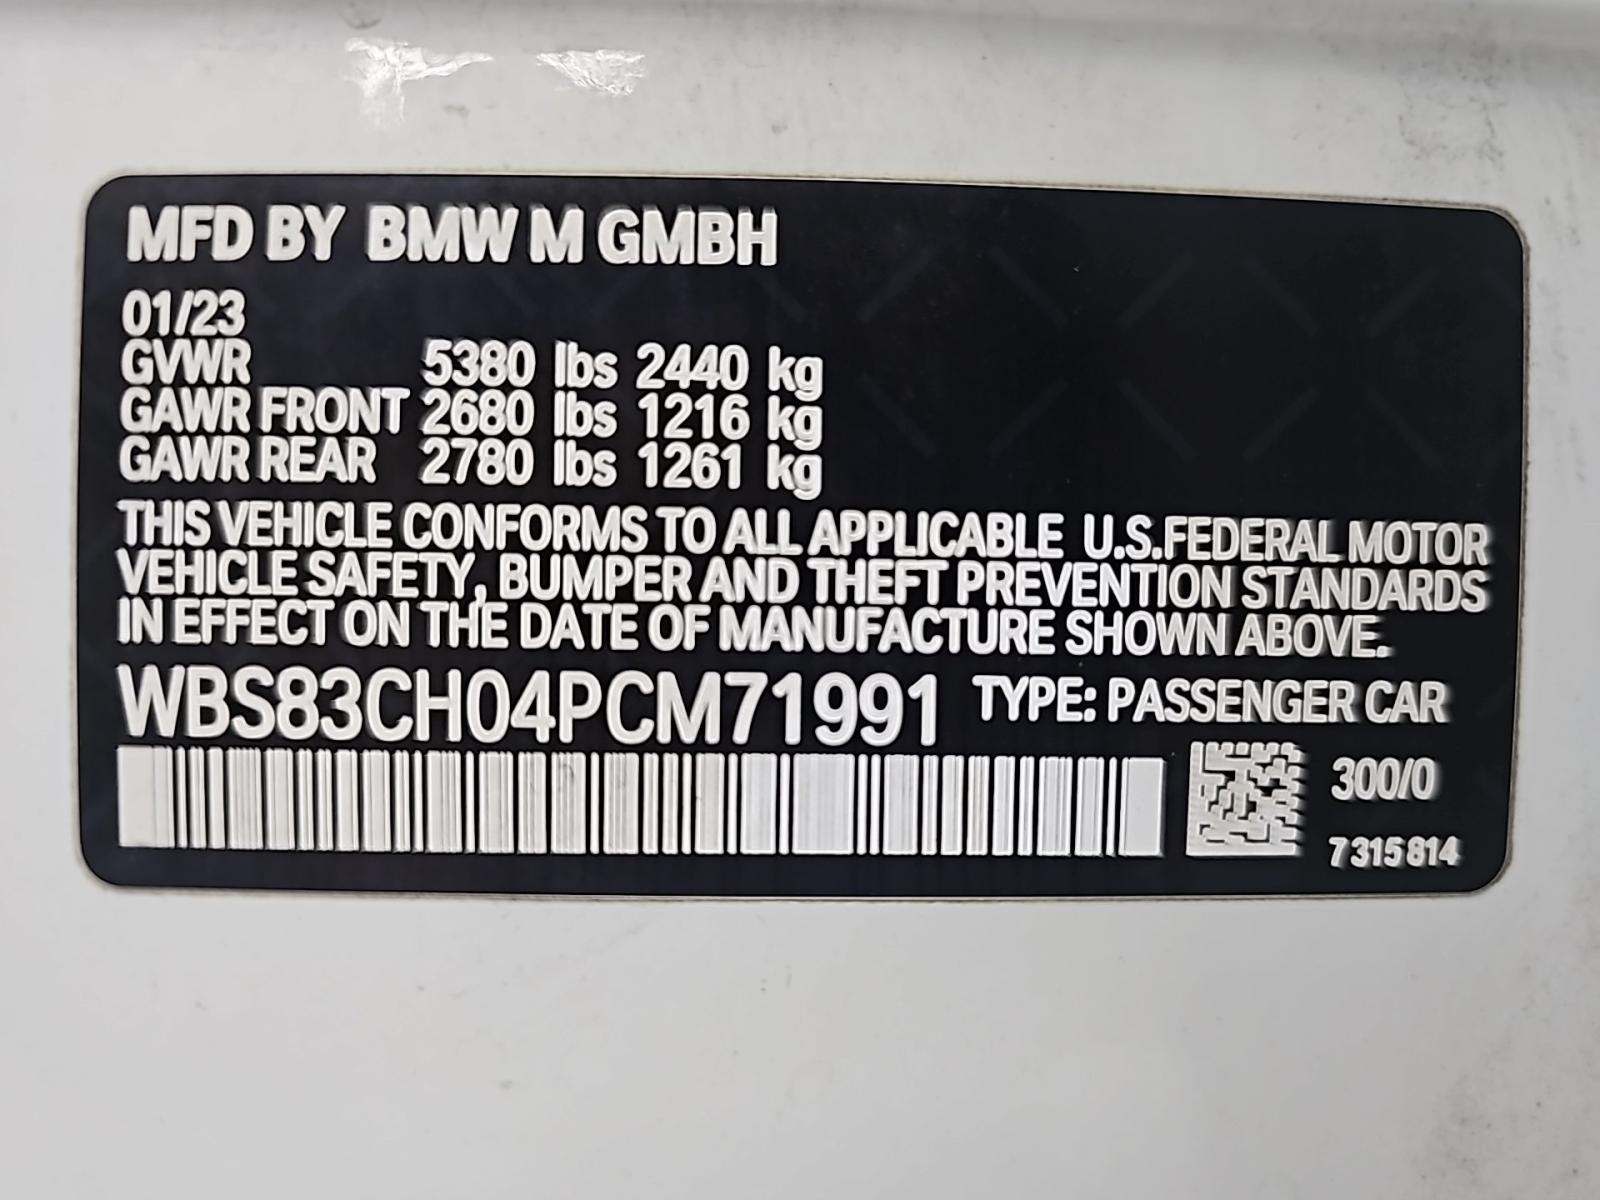 MFD BY BMW M GMBH
01/23
GVWR 5380 lbs 2440 kg
GAWR FRONT 2680 lbs 1216 kg
GAWR REAR 2780 lbs 1261 kg
THIS VEHICLE CONFORMS TO ALL APPLICABLE U.S.FEDERAL MOTOR
VEHICLE SAFETY, BUMPER AND THEFT PREVENTION STANDARDS
IN EFFECT ON THE DATE OF MANUFACTURE SHOWN ABOVE.
WBS83CH04PCM71991 TYPE: PASSENGER CAR
300/0
7315814